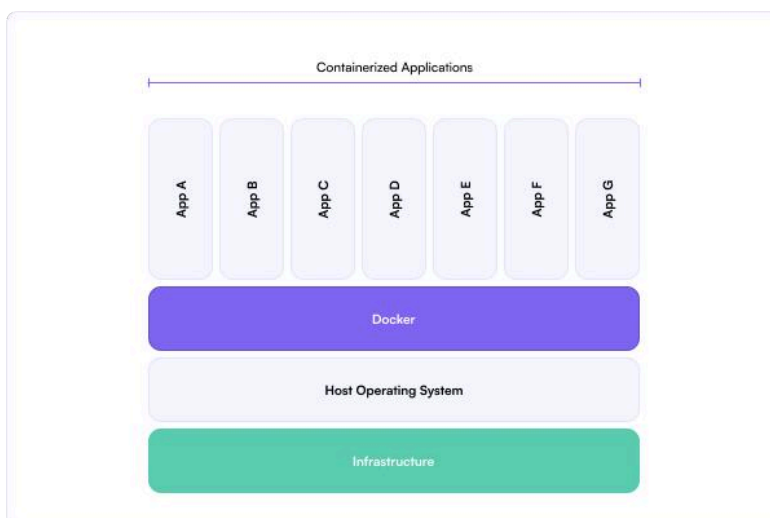 Containerized Applications
App A
App B
App C
App D
App E
App F
App G
Docker
Host Operating System
Infrastructure